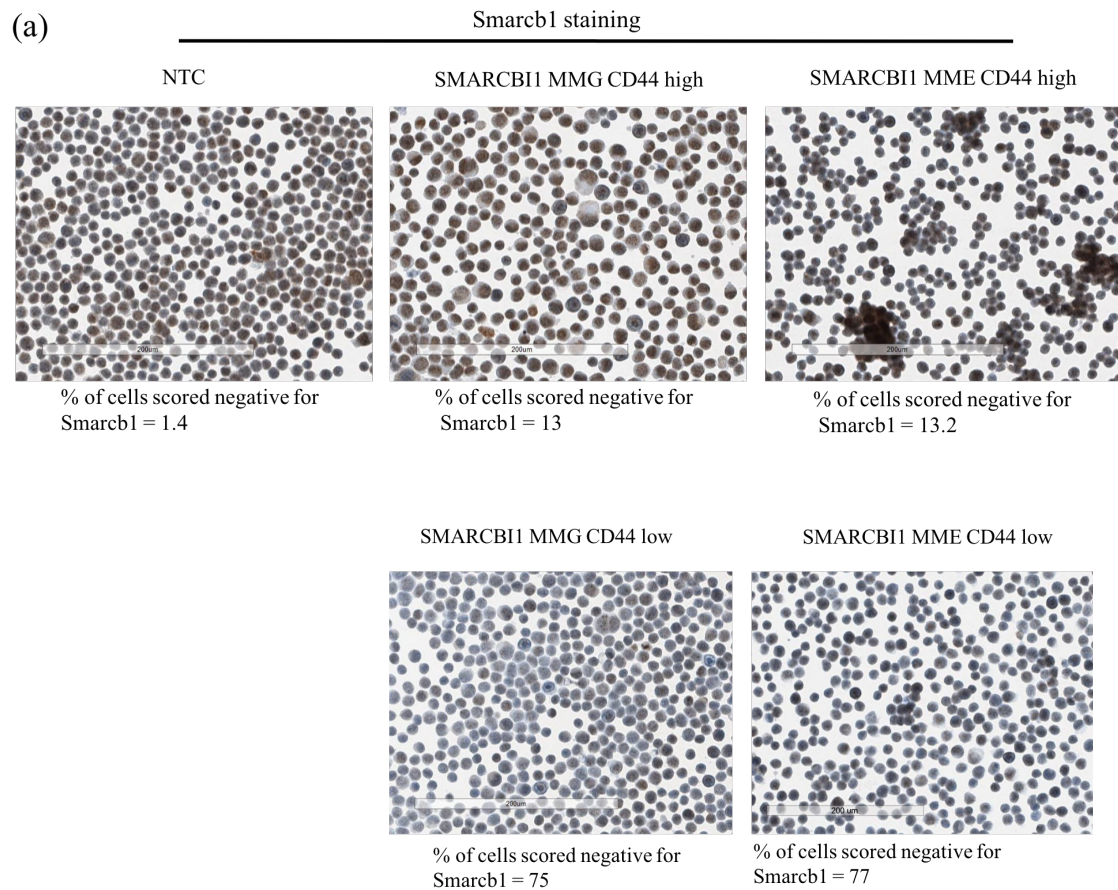 (a)
Smarcb1 staining
NTC
SMARCBI1 MMG CD44 high
SMARCBI1 MME CD44 high
200um
200um
200um
% of cells scored negative for
Smarcb1 = 1.4
% of cells scored negative for
Smarcb1 = 13
% of cells scored negative for
Smarcb1 = 13.2
SMARCBI1 MMG CD44 low
SMARCBI1 MME CD44 low
200um
200 um
% of cells scored negative for
Smarcb1 = 75
% of cells scored negative for
Smarcb1 = 77